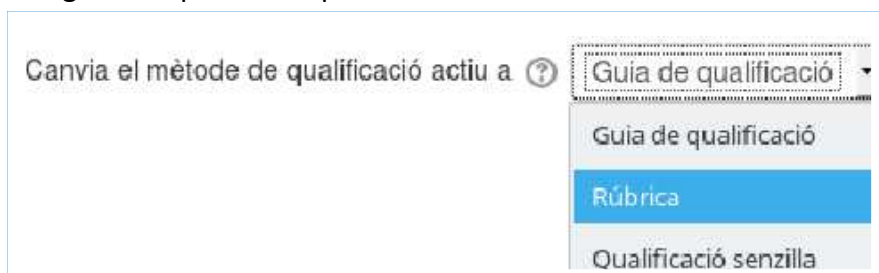 Canvia el mètode de qualificació actiu a Guia de qualificació
Guia de qualificació
Rúbrica
Qualificació senzilla